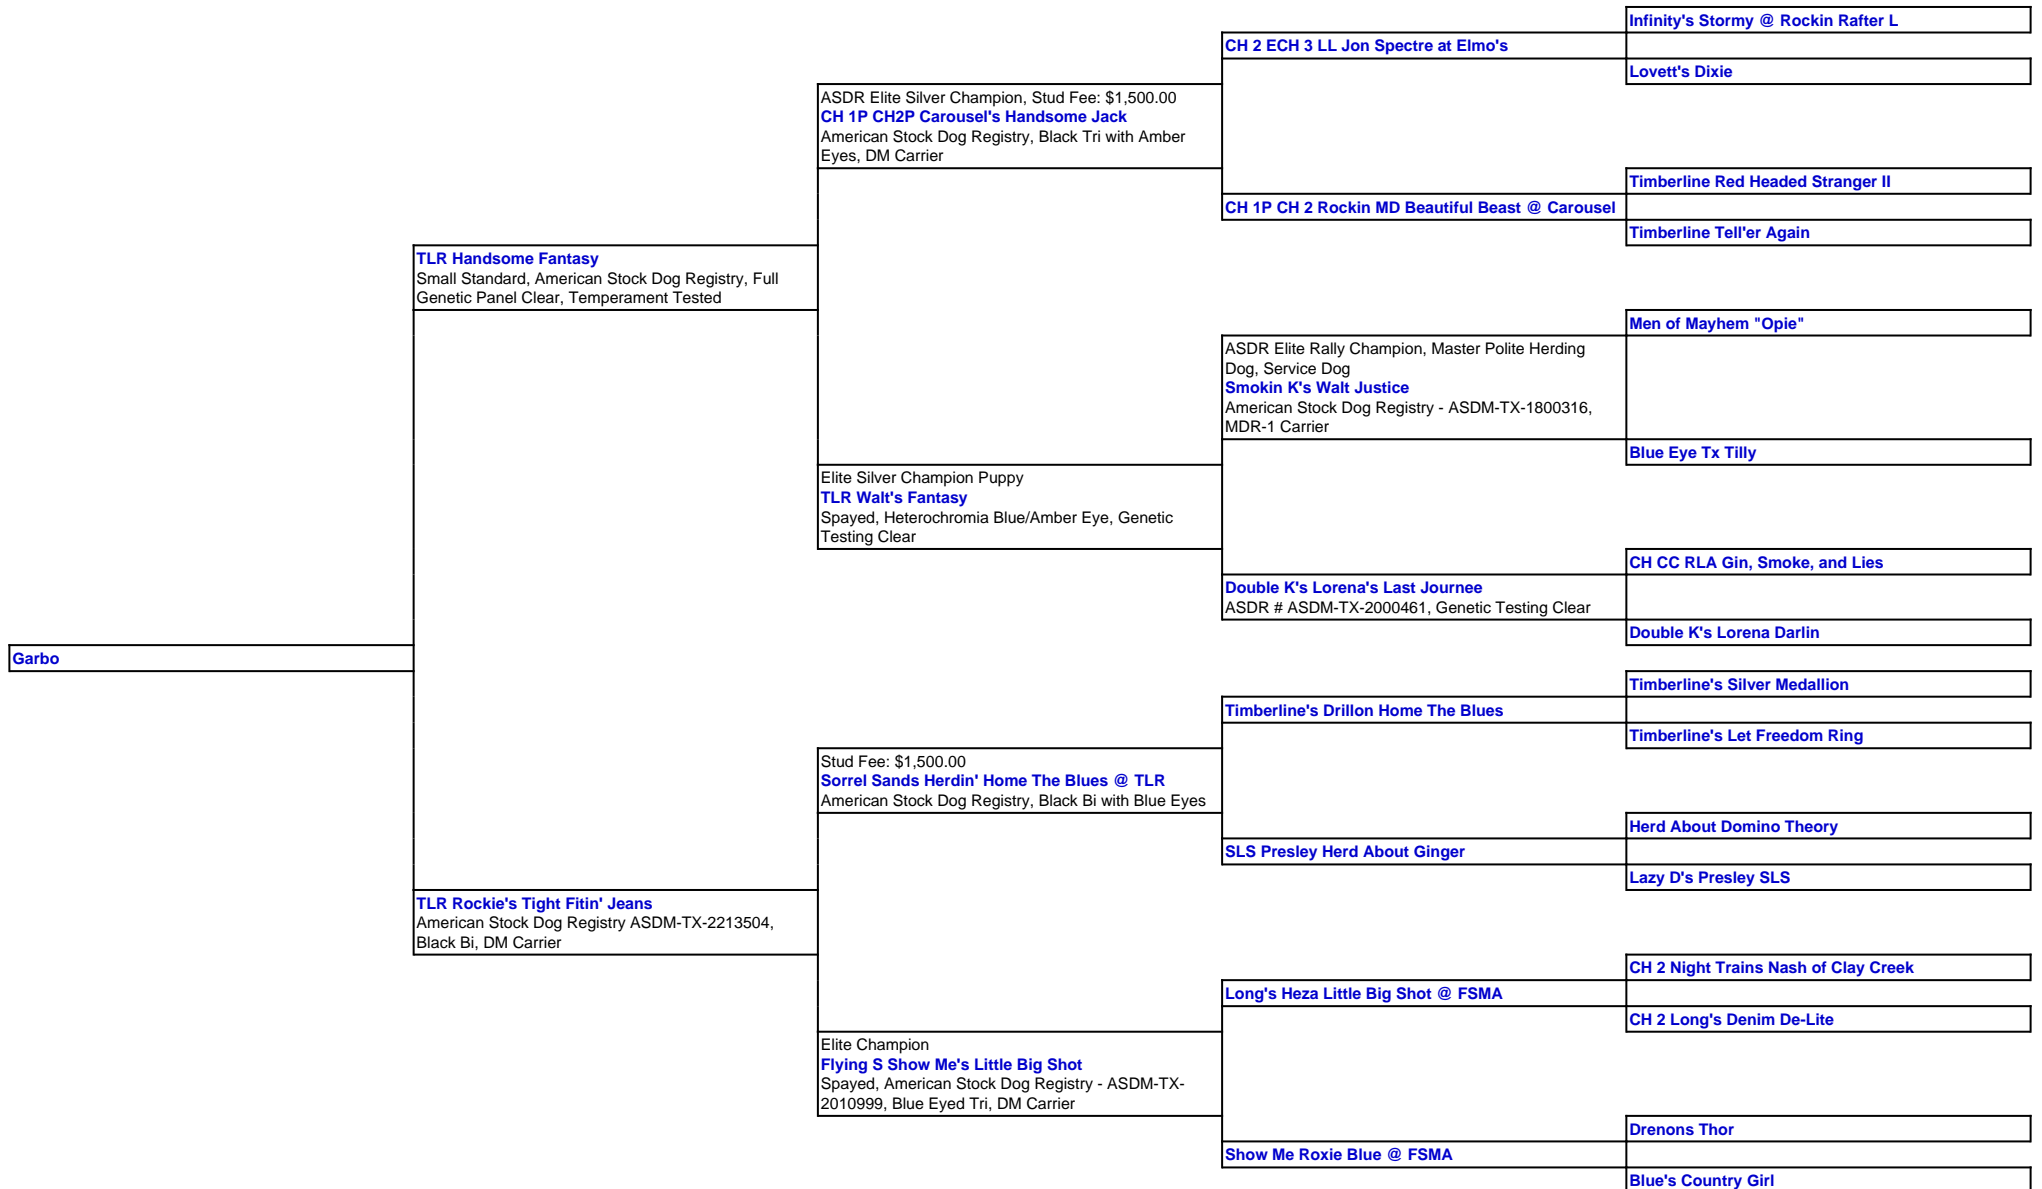 Infinity's Stormy @ Rockin Rafter L
CH 2 ECH 3 LL Jon Spectre at Elmo's
Lovett's Dixie
ASDR Elite Silver Champion, Stud Fee: $1,500.00
CH 1P CH2P Carousel's Handsome Jack
American Stock Dog Registry, Black Tri with Amber
Eyes, DM Carrier
Timberline Red Headed Stranger II
CH 1P CH 2 Rockin MD Beautiful Beast @ Carousel
Timberline Tell'er Again
TLR Handsome Fantasy
Small Standard, American Stock Dog Registry, Full
Genetic Panel Clear, Temperament Tested
Men of Mayhem "Opie"
ASDR Elite Rally Champion, Master Polite Herding
Dog, Service Dog
Smokin K's Walt Justice
American Stock Dog Registry - ASDM-TX-1800316,
MDR-1 Carrier
Blue Eye Tx Tilly
Elite Silver Champion Puppy
TLR Walt's Fantasy
Spayed, Heterochromia Blue/Amber Eye, Genetic
Testing Clear
CH CC RLA Gin, Smoke, and Lies
Double K's Lorena's Last Journee
ASDR # ASDM-TX-2000461, Genetic Testing Clear
Double K's Lorena Darlin
Garbo
Timberline's Silver Medallion
Timberline's Drillon Home The Blues
Timberline's Let Freedom Ring
Stud Fee: $1,500.00
Sorrel Sands Herdin' Home The Blues @ TLR
American Stock Dog Registry, Black Bi with Blue Eyes
Herd About Domino Theory
SLS Presley Herd About Ginger
Lazy D's Presley SLS
TLR Rockie's Tight Fitin' Jeans
American Stock Dog Registry ASDM-TX-2213504,
Black Bi, DM Carrier
CH 2 Night Trains Nash of Clay Creek
Long's Heza Little Big Shot @ FSMA
CH 2 Long's Denim De-Lite
Elite Champion
Flying S Show Me's Little Big Shot
Spayed, American Stock Dog Registry - ASDM-TX-
2010999, Blue Eyed Tri, DM Carrier
Drenons Thor
Show Me Roxie Blue @ FSMA
Blue's Country Girl